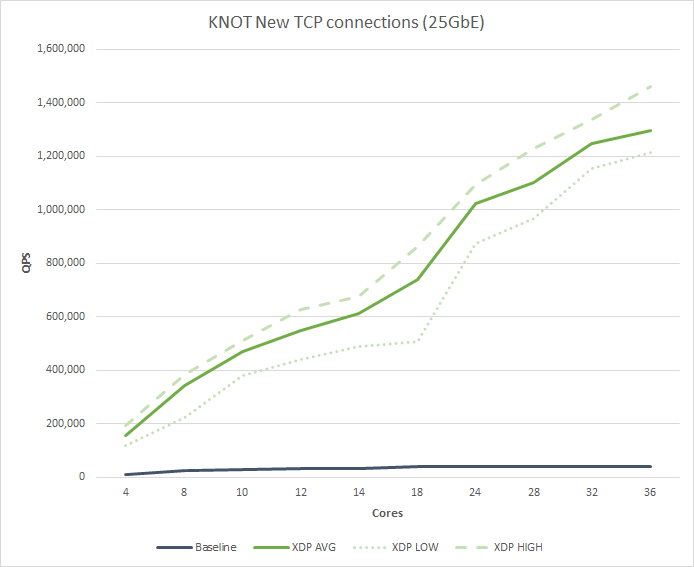 KNOT New TCP connections (25GbE)
1,600,000
1,400,000
1,200,000
1,000,000
800,000
600,000
400,000
200,000
0
QPS
4 8 10 12 14 18 24 28 32 36
Cores
Baseline XDP AVG XDP LOW XDP HIGH